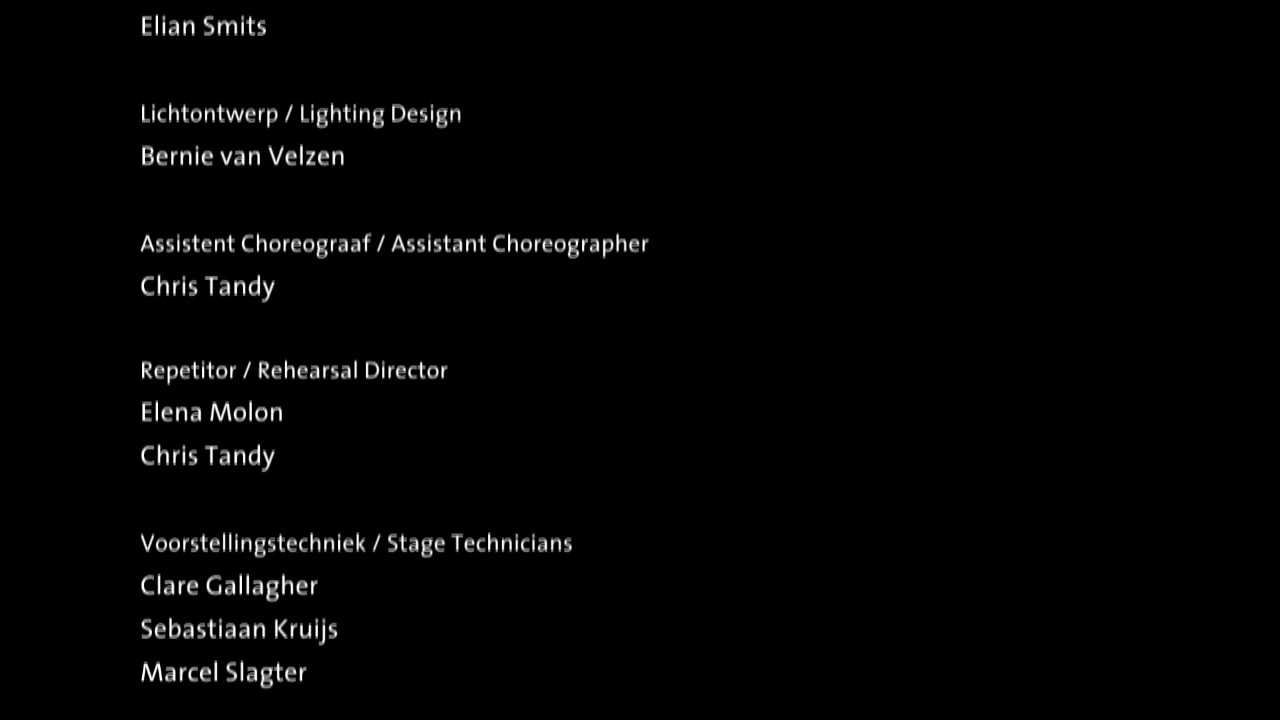 Elian Smits
Lichtontwerp / Lighting Design
Bernie van Velzen
Assistent Choreograaf / Assistant Choreographer
Chris Tandy
Repetitor / Rehearsal Director
Elena Molon
Chris Tandy
Voorstellingstechniek / Stage Technicians
Clare Gallagher
Sebastiaan Kruijs
Marcel Slagter